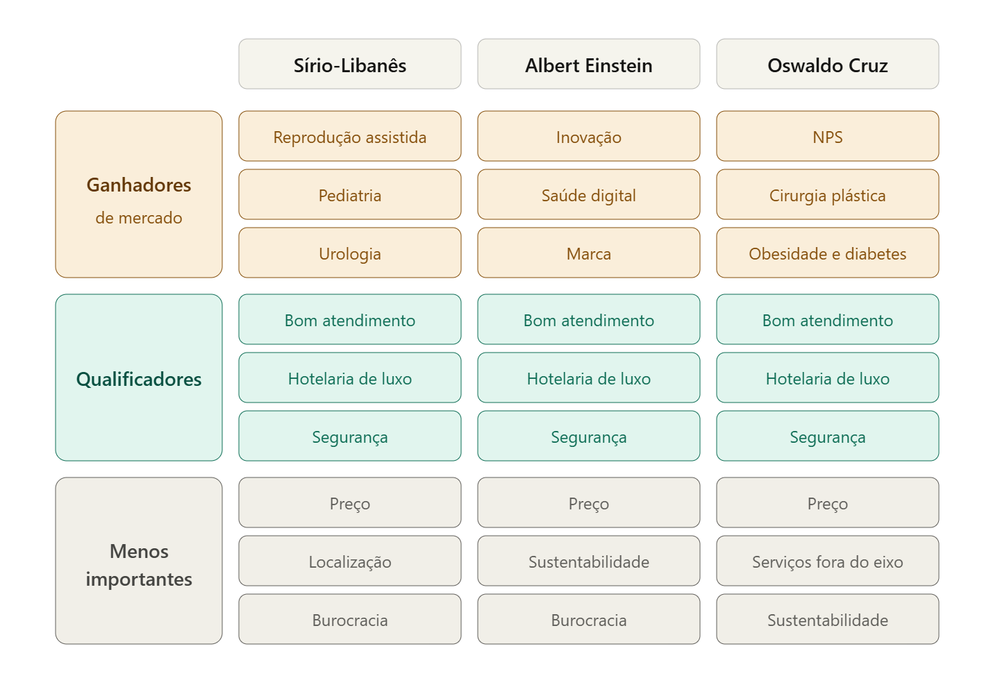 Sírio-Libanês
Albert Einstein
Oswaldo Cruz
Ganhadores
de mercado
Reprodução assistida
Inovação
NPS
Pediatria
Saúde digital
Cirurgia plástica
Urologia
Marca
Obesidade e diabetes
Qualificadores
Bom atendimento
Bom atendimento
Bom atendimento
Hotelaria de luxo
Hotelaria de luxo
Hotelaria de luxo
Segurança
Segurança
Segurança
Menos
importantes
Preço
Preço
Preço
Localização
Sustentabilidade
Serviços fora do eixo
Burocracia
Burocracia
Sustentabilidade